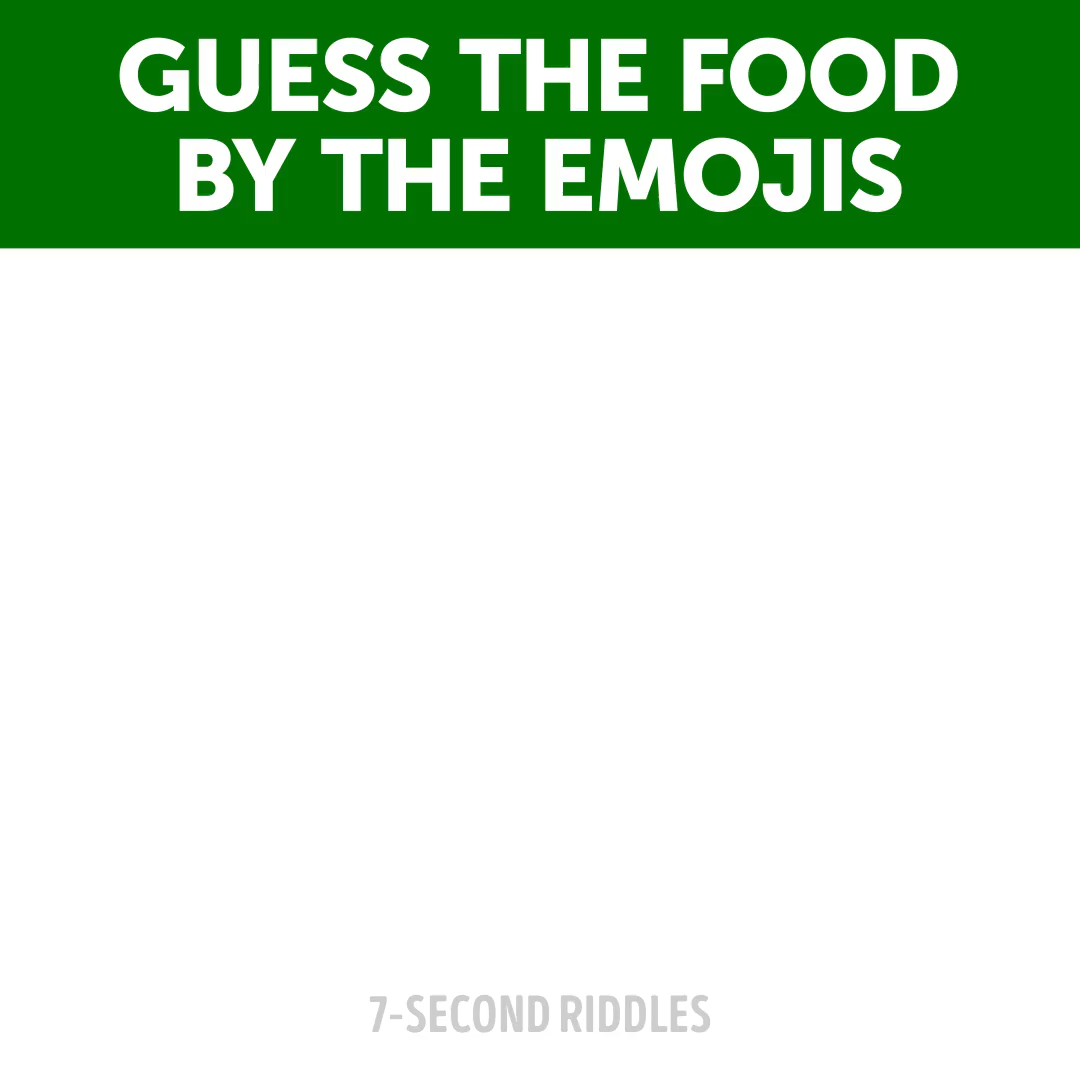 GUESS THE FOOD
BY THE EMOJIS
7-SECOND RIDDLES